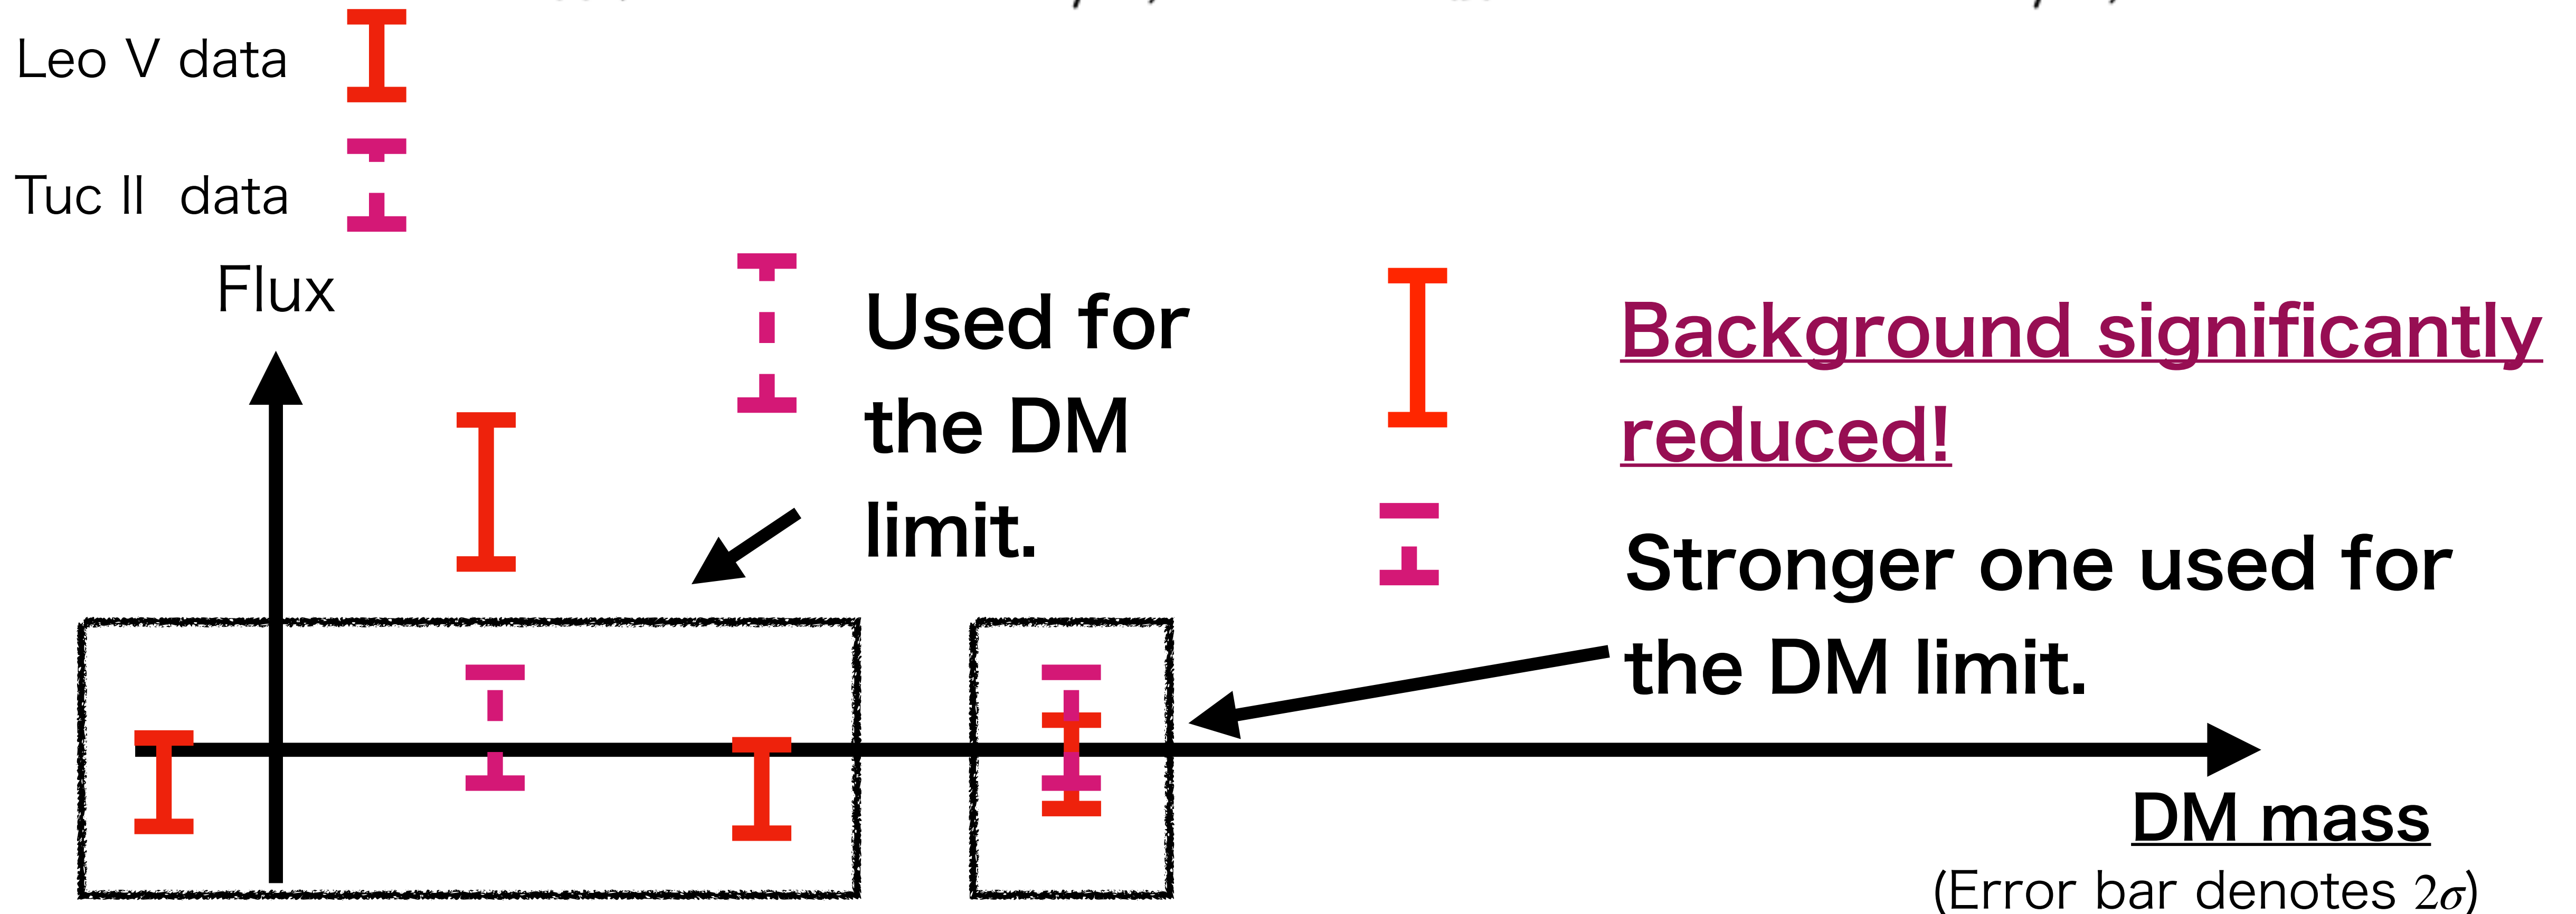 Leo V data
Tuc II data
Flux
Used for
the DM
limit.
Background significantly
reduced!
Stronger one used for
the DM limit.
DM mass
(Error bar denotes 2σ)